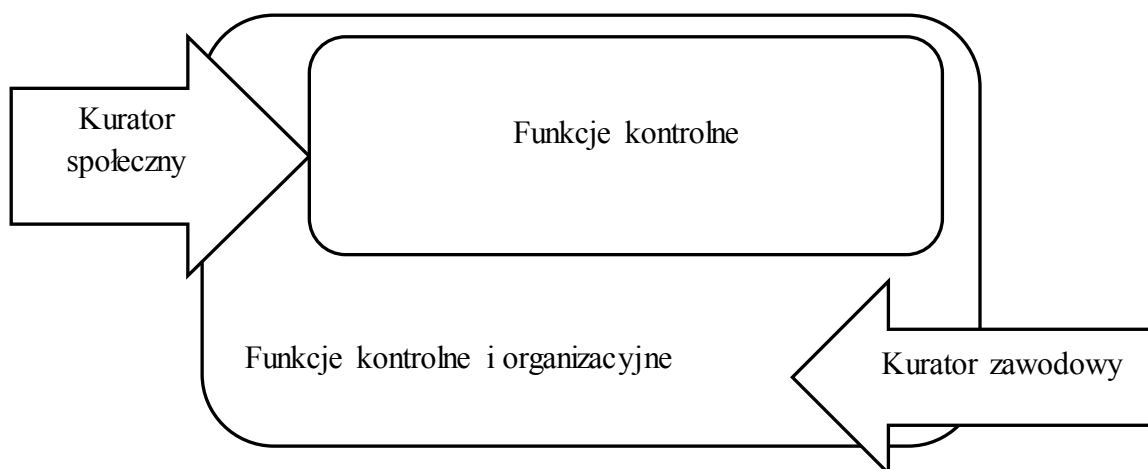 Kurator
społeczny
Funkcje kontrolne
Funkcje kontrolne i organizacyjne
Kurator zawodowy